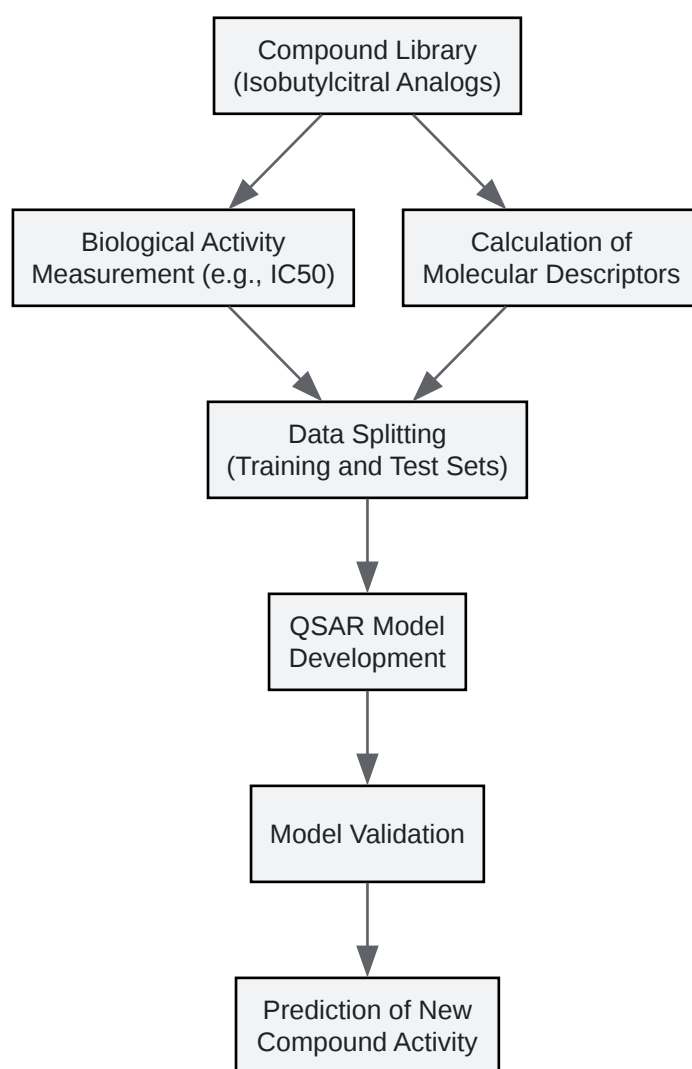 Compound Library
(Isobutylcitral Analogs)
Biological Activity
Measurement (e.g., IC50)
Calculation of
Molecular Descriptors
Data Splitting
(Training and Test Sets)
QSAR Model
Development
Model Validation
Prediction of New
Compound Activity